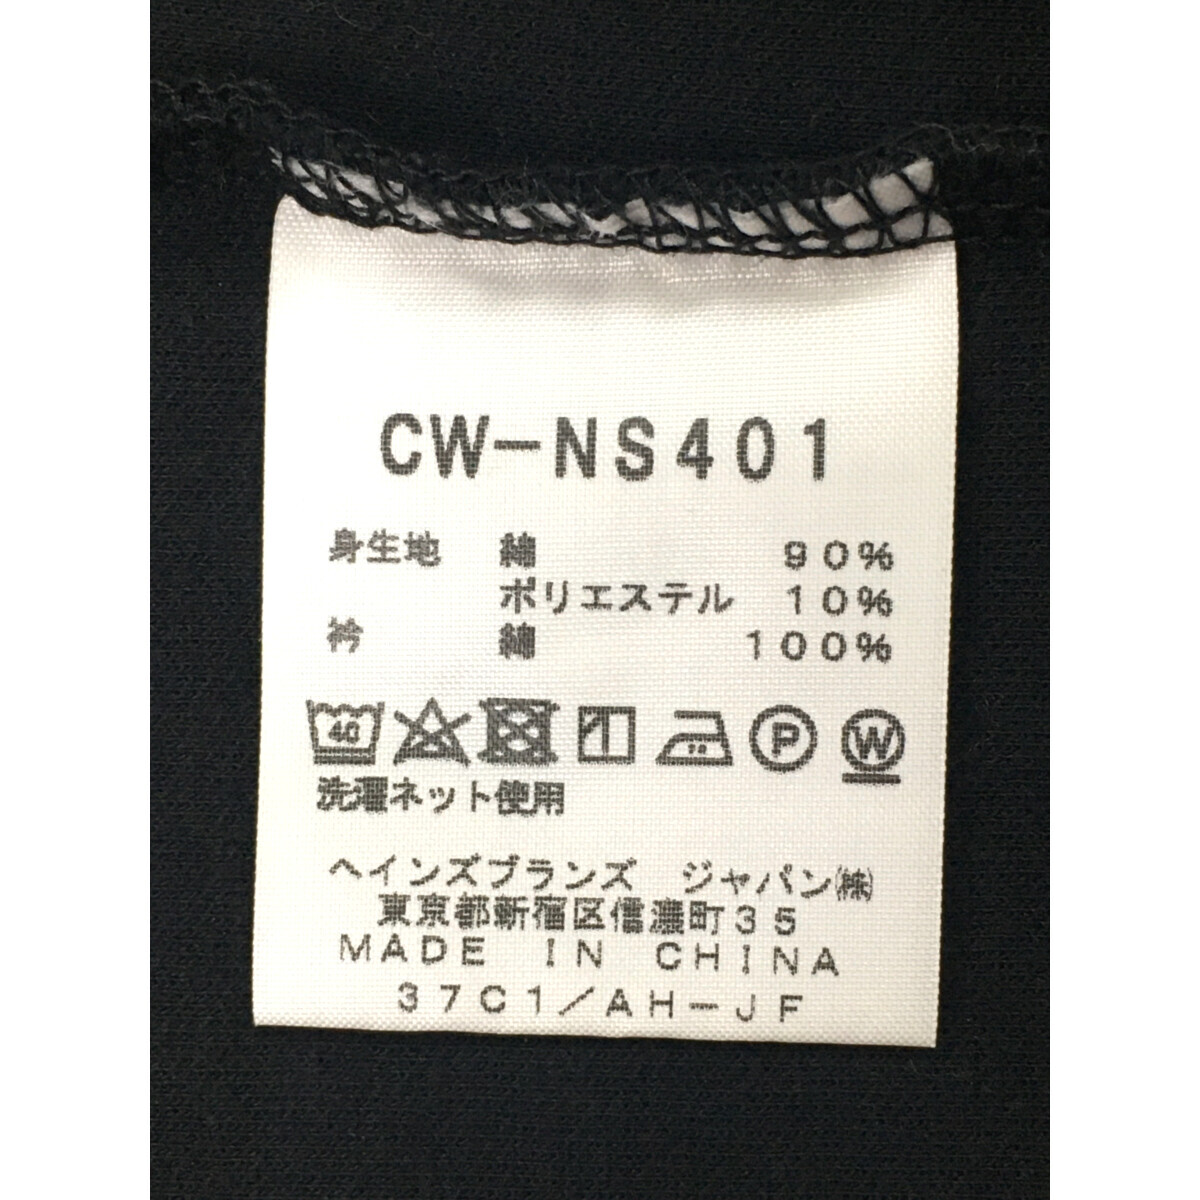 CW-NS401
身生地 綿 90%
ポリエステル 10%
衿 綿 100%
40
P W
洗濯ネット使用
ヘインズブランズ ジャパン㈱
東京都新宿区信濃町35
MADE IN CHINA
37C1/AH-JF